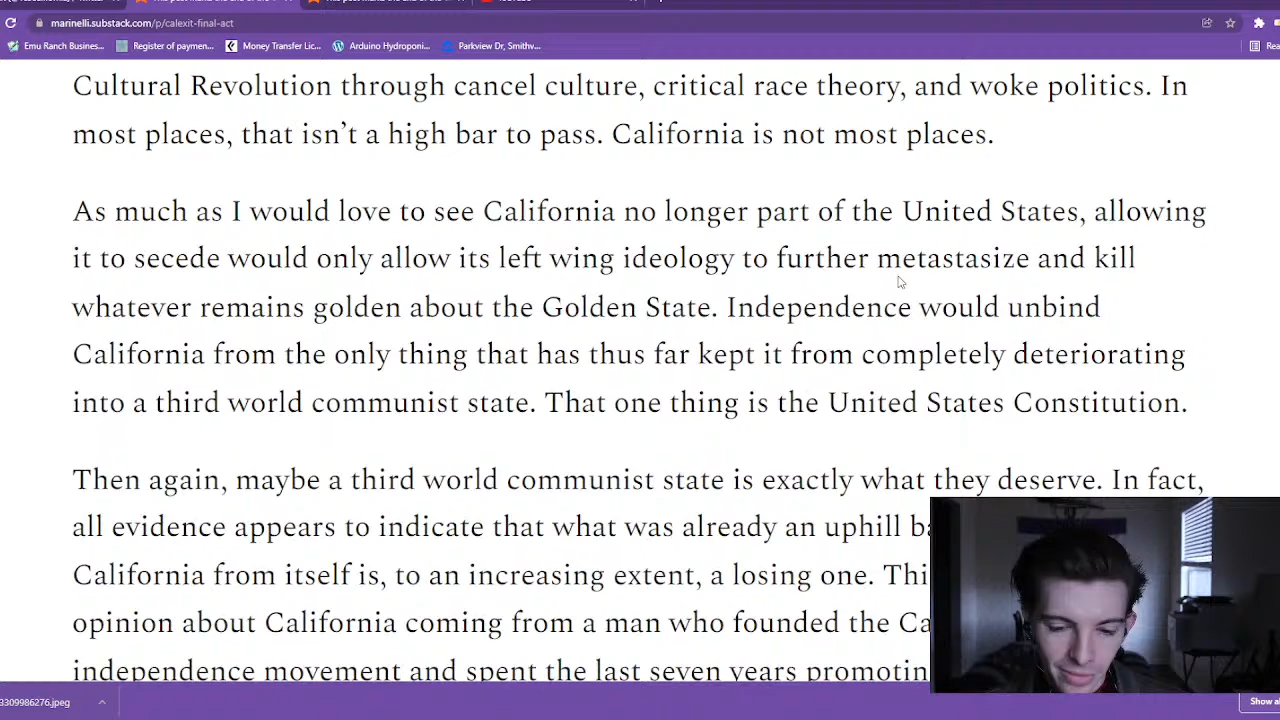 marinelli.substack.com/p/calexit-final-act
Emu Ranch Busines... Register of paymen... Money Transfer Lic... Arduino Hydroponi... Parkview Dr, Smithv... Rea
Cultural Revolution through cancel culture, critical race theory, and woke politics. In
most places, that isn’t a high bar to pass. California is not most places.
As much as I would love to see California no longer part of the United States, allowing
it to secede would only allow its left wing ideology to further metastasize and kill
whatever remains golden about the Golden State. Independence would unbind
California from the only thing that has thus far kept it from completely deteriorating
into a third world communist state. That one thing is the United States Constitution.
Then again, maybe a third world communist state is exactly what they deserve. In fact,
all evidence appears to indicate that what was already an uphill ba
California from itself is, to an increasing extent, a losing one. Thi
opinion about California coming from a man who founded the Ca
independence movement and spent the last seven years promotin
3309986276.jpeg Show al